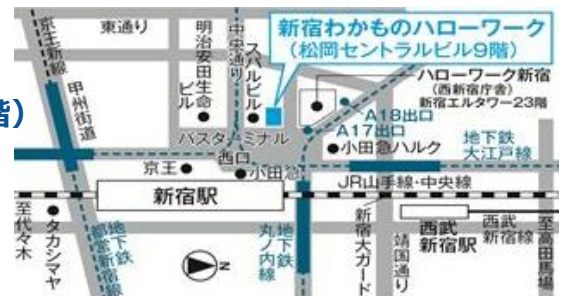 京王新線
東通り
明治安田生命ビル
中央通り
スバルビル
新宿わかものハローワーク
(松岡セントラルビル9階)
ハローワーク新宿
(西新宿庁舎)
新宿エルタワー23階
階)
甲州街道
A18出口
A17出口
バスターミナル
西口
小田急ハルク
地下鉄
大江戸線
京王
小田急
JR山手線・中央線
新宿駅
至代々木
タカシマヤ
地下鉄
都営新宿線
地下鉄
丸ノ内線
新宿大ガード
靖国通り
西武
新宿駅
西武
新宿線
至高田馬場
N